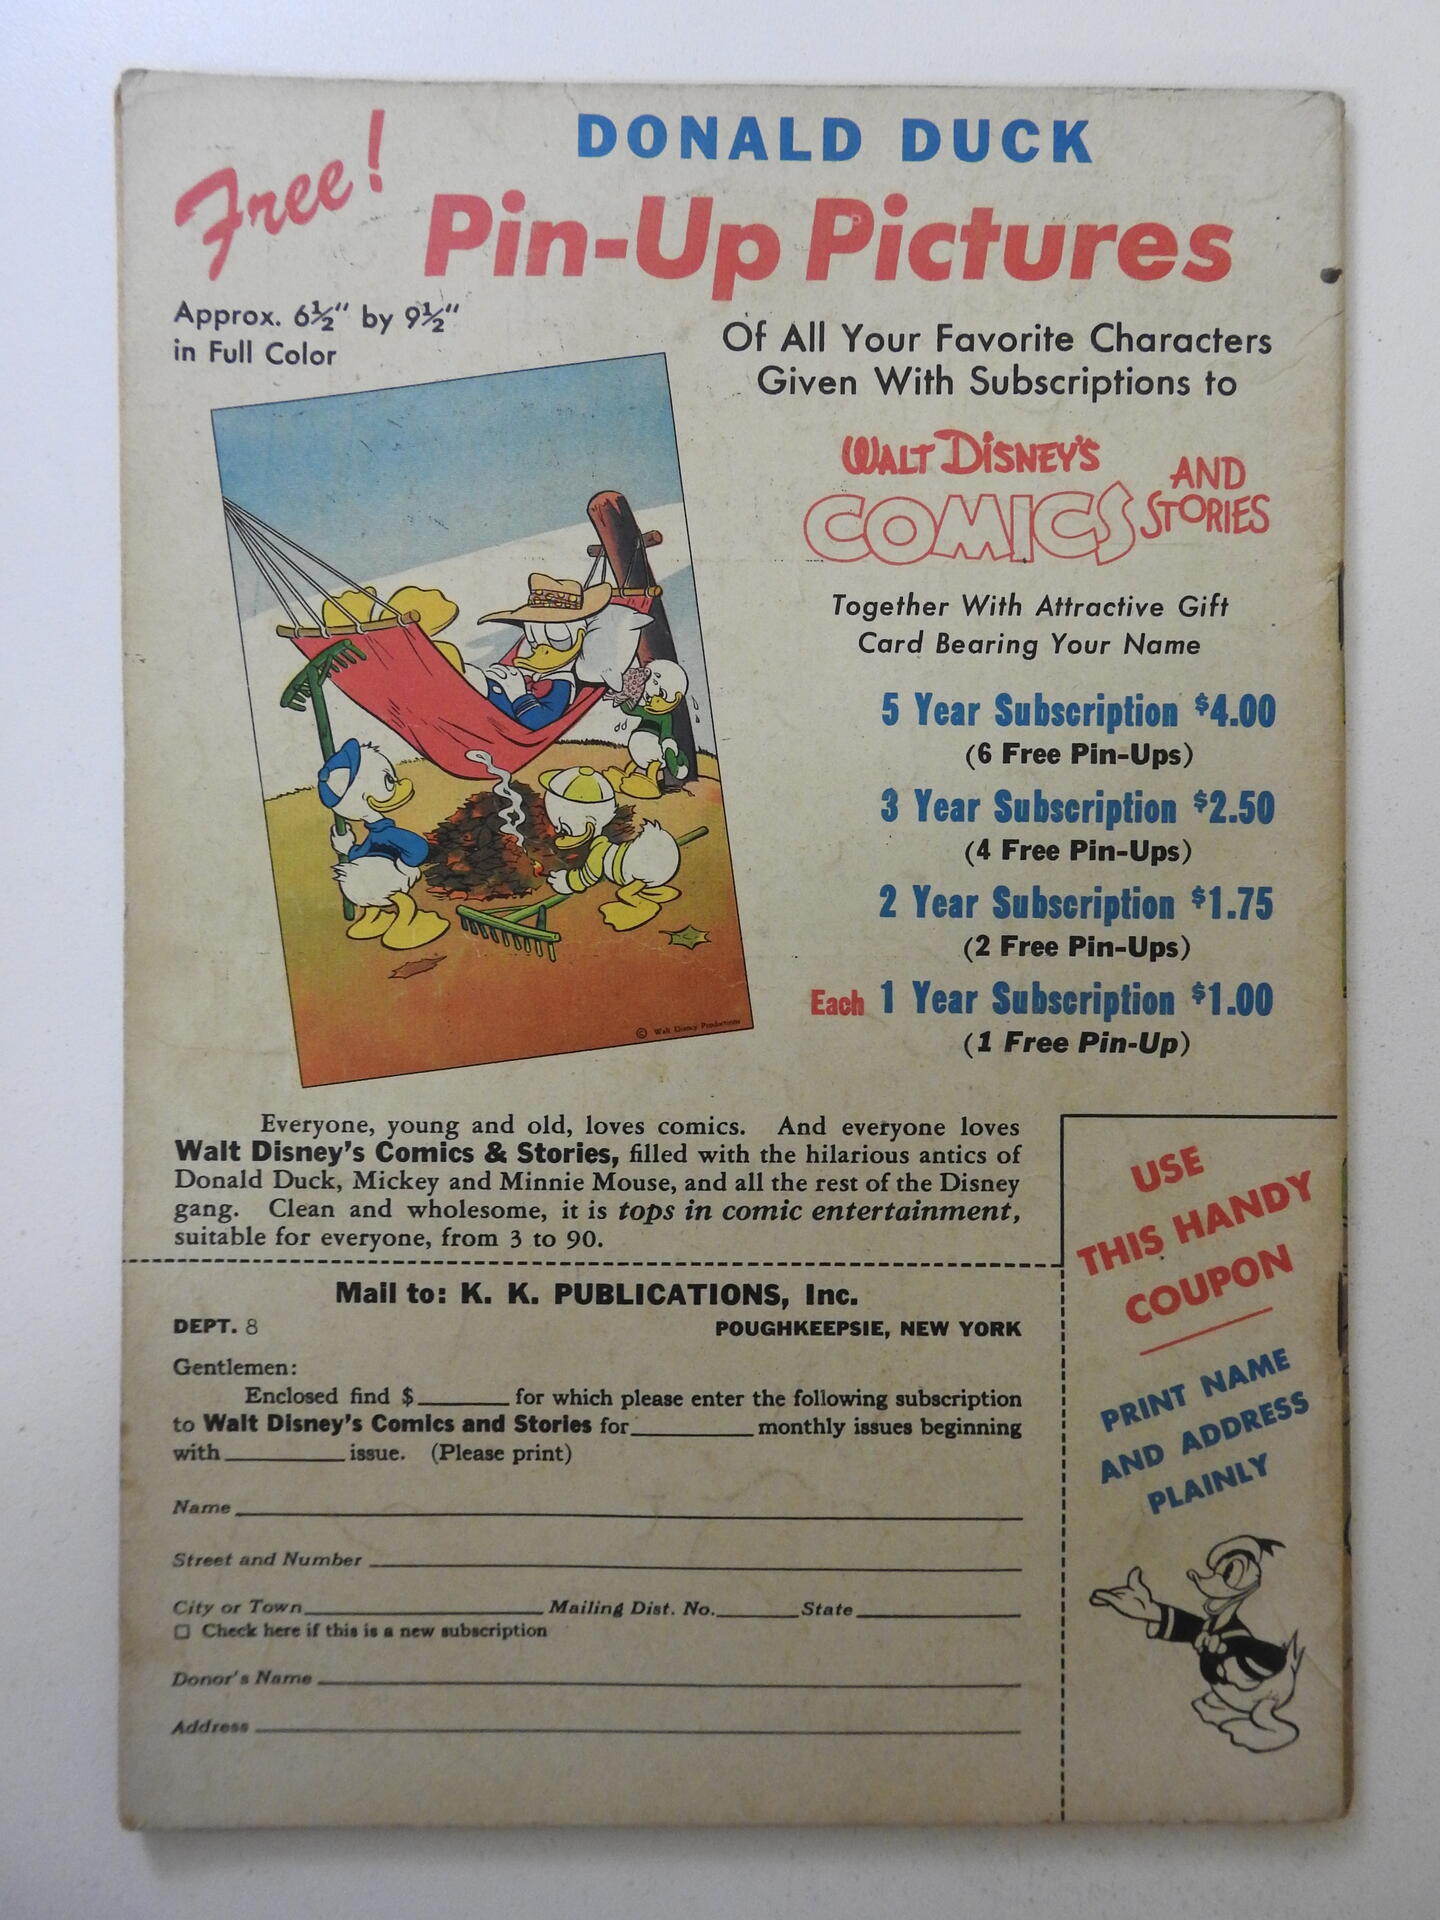 Free!
DONALD DUCK
Pin-Up Pictures
Approx. 6½" by 9½"
in Full Color
Of All Your Favorite Characters
Given With Subscriptions to
WALT DISNEY'S
COMICS AND STORIES
Together With Attractive Gift
Card Bearing Your Name
5 Year Subscription $4.00
(6 Free Pin-Ups)
3 Year Subscription $2.50
(4 Free Pin-Ups)
2 Year Subscription $1.75
(2 Free Pin-Ups)
Each 1 Year Subscription $1.00
(1 Free Pin-Up)
© Walt Disney Productions
Everyone, young and old, loves comics. And everyone loves
Walt Disney's Comics & Stories, filled with the hilarious antics of
Donald Duck, Mickey and Minnie Mouse, and all the rest of the Disney
gang. Clean and wholesome, it is tops in comic entertainment,
suitable for everyone, from 3 to 90.
Mail to: K. K. PUBLICATIONS, Inc.
DEPT. 8 POUGHKEEPSIE, NEW YORK
Gentlemen:
Enclosed find $ for which please enter the following subscription
to Walt Disney's Comics and Stories for monthly issues beginning
with issue. (Please print)
Name
Street and Number
City or Town Mailing Dist. No. State
Check here if this is a new subscription
Donor's Name
Address
USE
THIS HANDY
COUPON
PRINT NAME
AND ADDRESS
PLAINLY